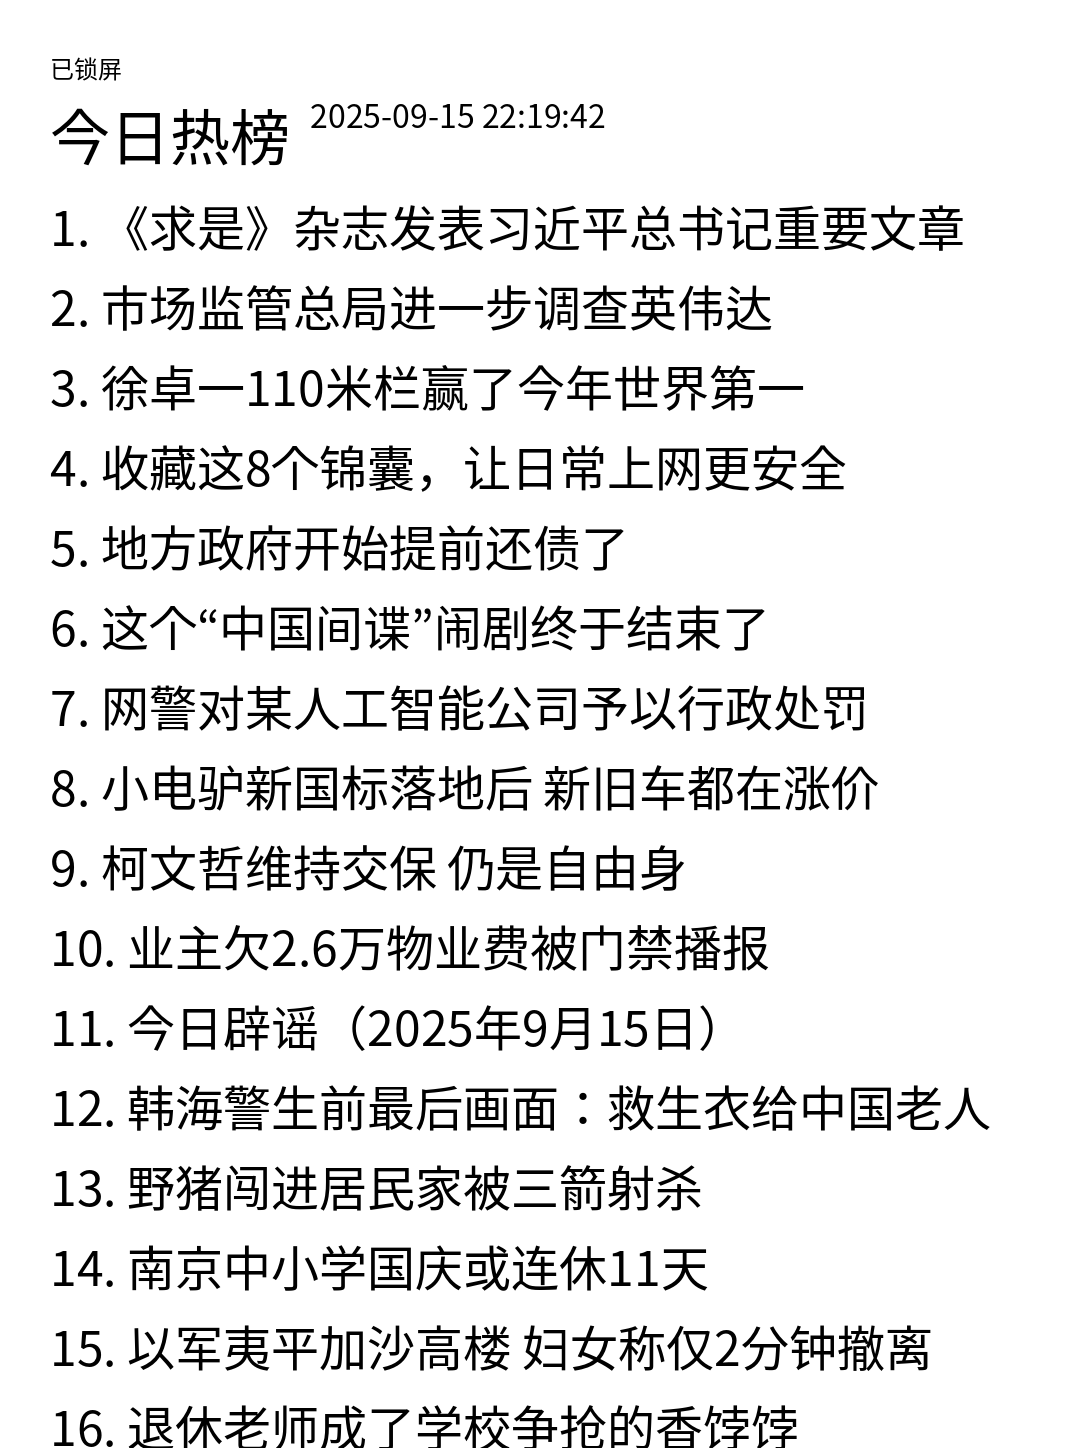 已锁屏
今日热榜 2025-09-15 22:19:42
1. 《求是》杂志发表习近平总书记重要文章
2. 市场监管总局进一步调查英伟达
3. 徐卓一110米栏赢了今年世界第一
4. 收藏这8个锦囊，让日常上网更安全
5. 地方政府开始提前还债了
6. 这个“中国间谍”闹剧终于结束了
7. 网警对某人工智能公司予以行政处罚
8. 小电驴新国标落地后 新旧车都在涨价
9. 柯文哲维持交保 仍是自由身
10. 业主欠2.6万物业费被门禁播报
11. 今日辟谣（2025年9月15日）
12. 韩海警生前最后画面：救生衣给中国老人
13. 野猪闯进居民家被三箭射杀
14. 南京中小学国庆或连休11天
15. 以军夷平加沙高楼 妇女称仅2分钟撤离
16. 退休老师成了学校争抢的香饽饽